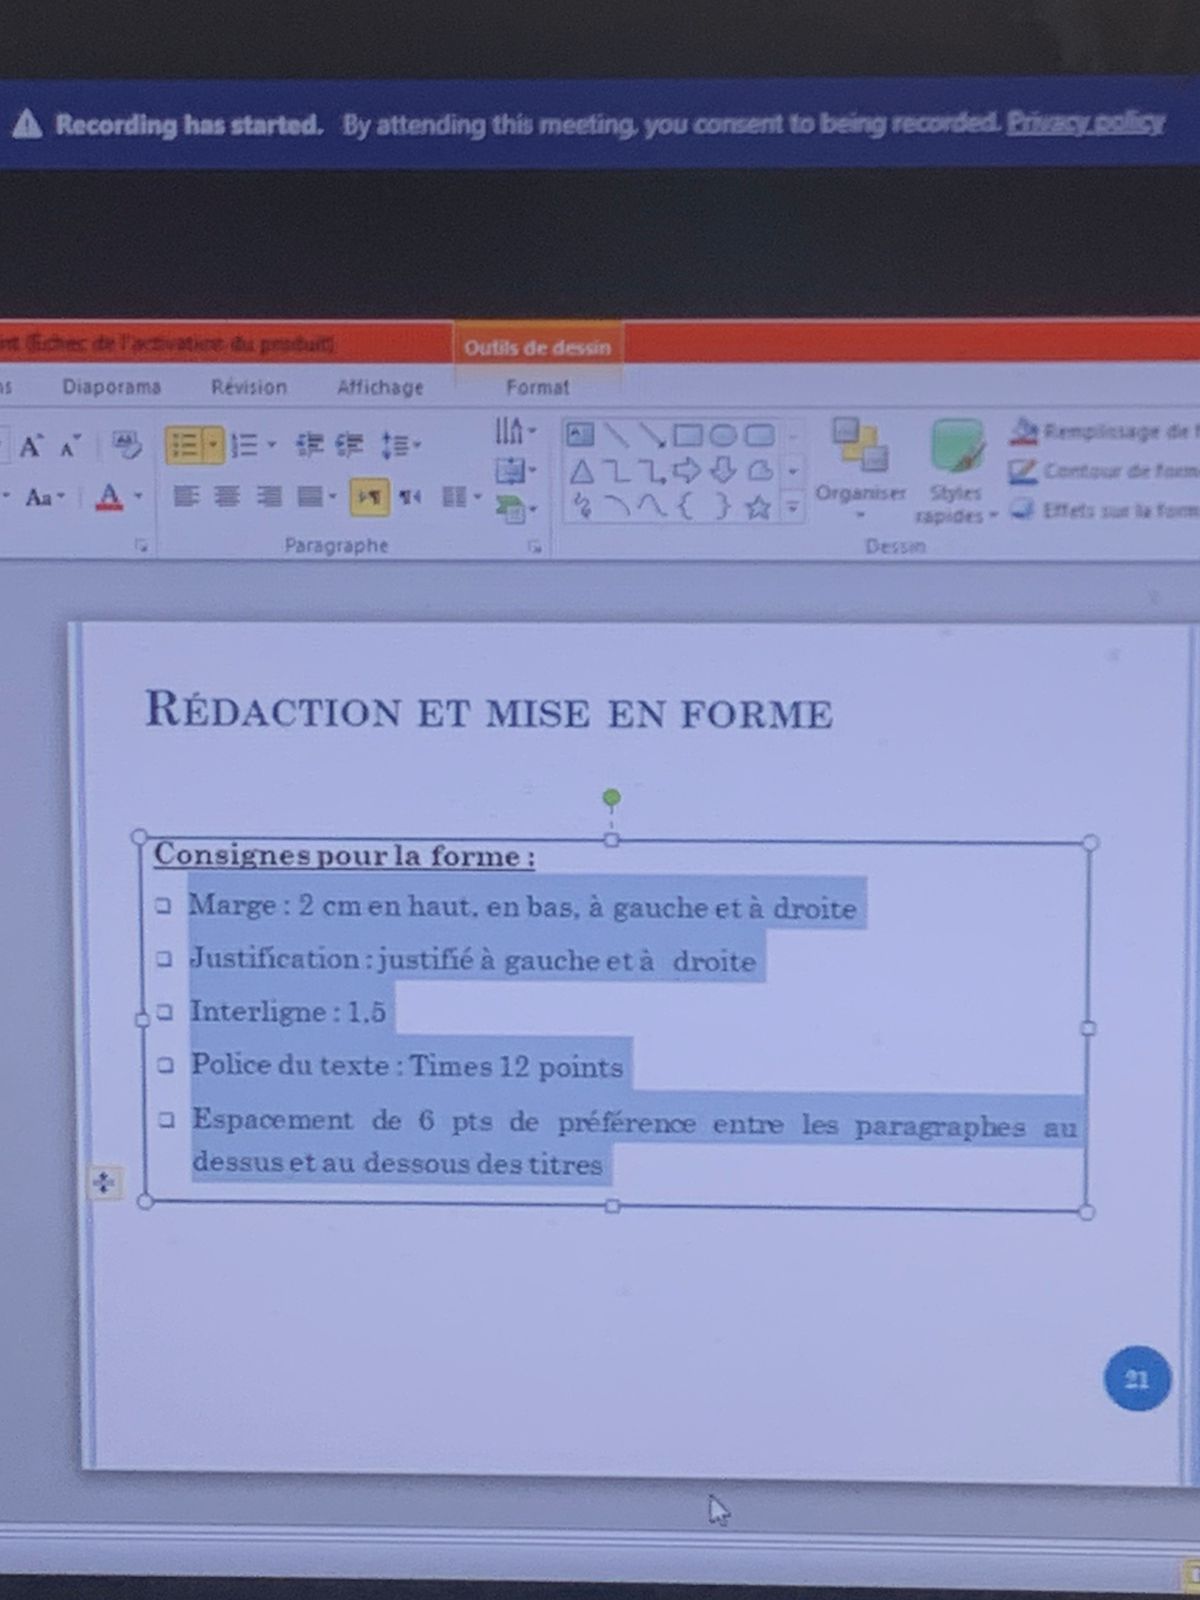 Recording has started. By attending this meeting, you consent to being recorded. Privacy policy
nt (Échec de l'activation du produit)
Outils de dessin
ns Diaporama Révision Affichage Format
Remplissage de f
Contour de form
Organiser Styles rapides
Effets sur la form
Paragraphe Dessin
RÉDACTION ET MISE EN FORME
Consignes pour la forme :
❑ Marge : 2 cm en haut, en bas, à gauche et à droite
❑ Justification : justifié à gauche et à droite
❑ Interligne : 1,5
❑ Police du texte : Times 12 points
❑ Espacement de 6 pts de préférence entre les paragraphes au
dessus et au dessous des titres
21